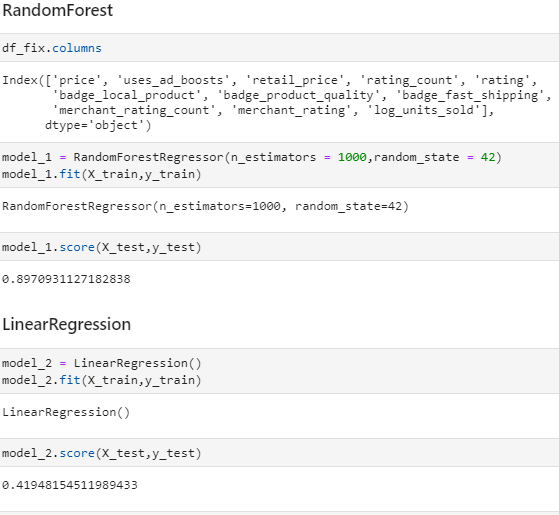 RandomForest
df_fix.columns
Index(['price', 'uses_ad_boosts', 'retail_price', 'rating_count', 'rating',
'badge_local_product', 'badge_product_quality', 'badge_fast_shipping',
'merchant_rating_count', 'merchant_rating', 'log_units_sold'],
dtype='object')
model_1 = RandomForestRegressor(n_estimators = 1000,random_state = 42)
model_1.fit(X_train,y_train)
RandomForestRegressor(n_estimators=1000, random_state=42)
model_1.score(X_test,y_test)
0.8970931127182838
LinearRegression
model_2 = LinearRegression()
model_2.fit(X_train,y_train)
LinearRegression()
model_2.score(X_test,y_test)
0.41948154511989433